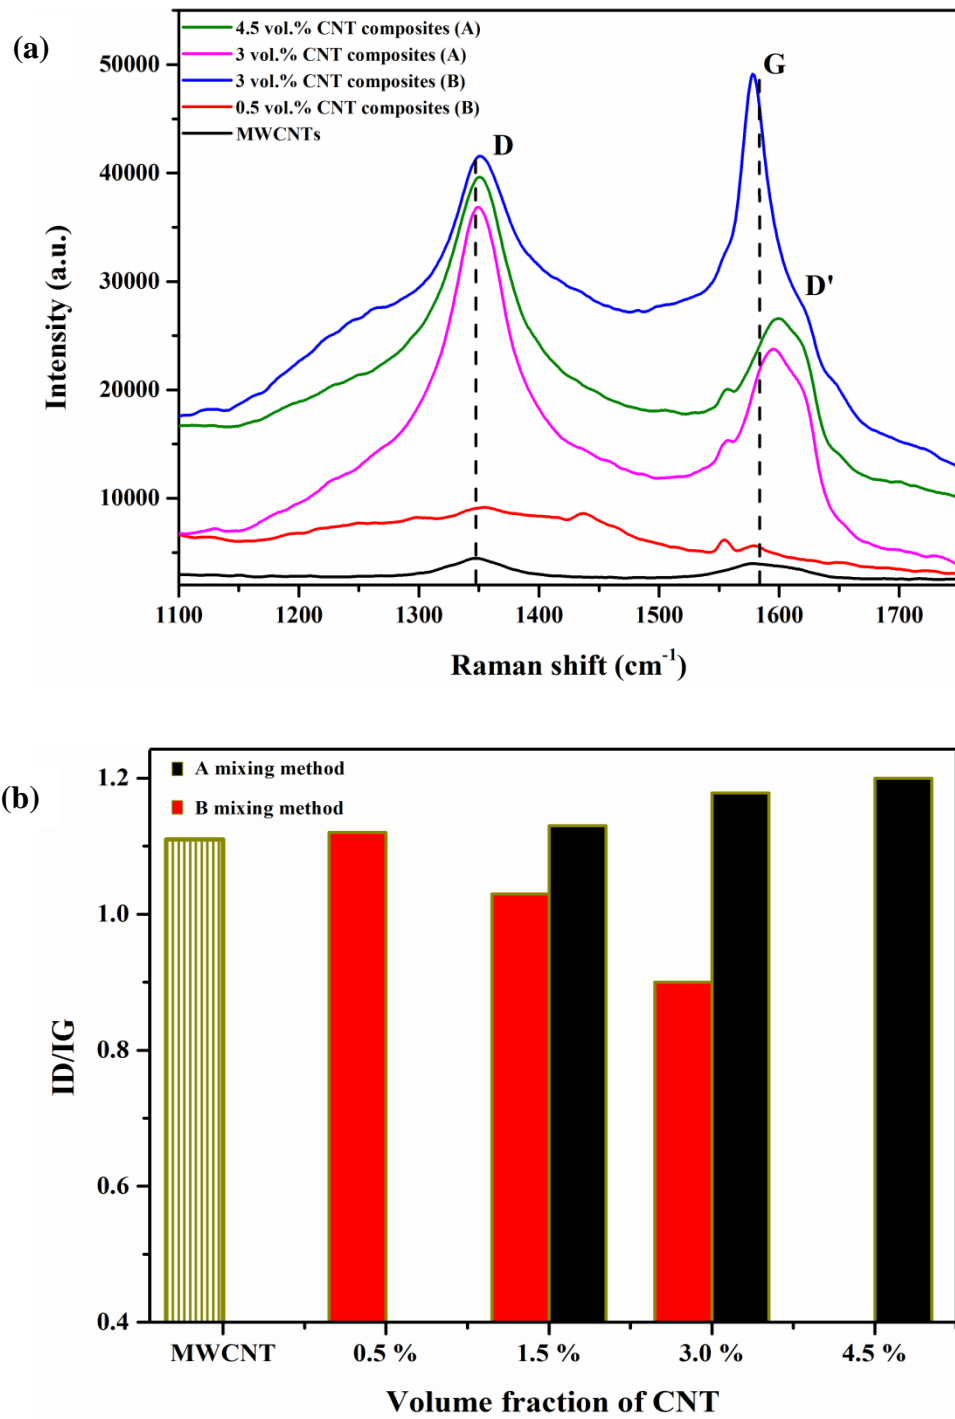 (a)
4.5 vol.% CNT composites (A)
3 vol.% CNT composites (A)
3 vol.% CNT composites (B)
0.5 vol.% CNT composites (B)
MWCNTs
D
G
D'
50000
40000
30000
20000
10000
Intensity (a.u.)
1100 1200 1300 1400 1500 1600 1700
Raman shift (cm⁻¹)
(b)
A mixing method
B mixing method
1.2
1.0
0.8
0.6
0.4
ID/IG
MWCNT 0.5 % 1.5 % 3.0 % 4.5 %
Volume fraction of CNT